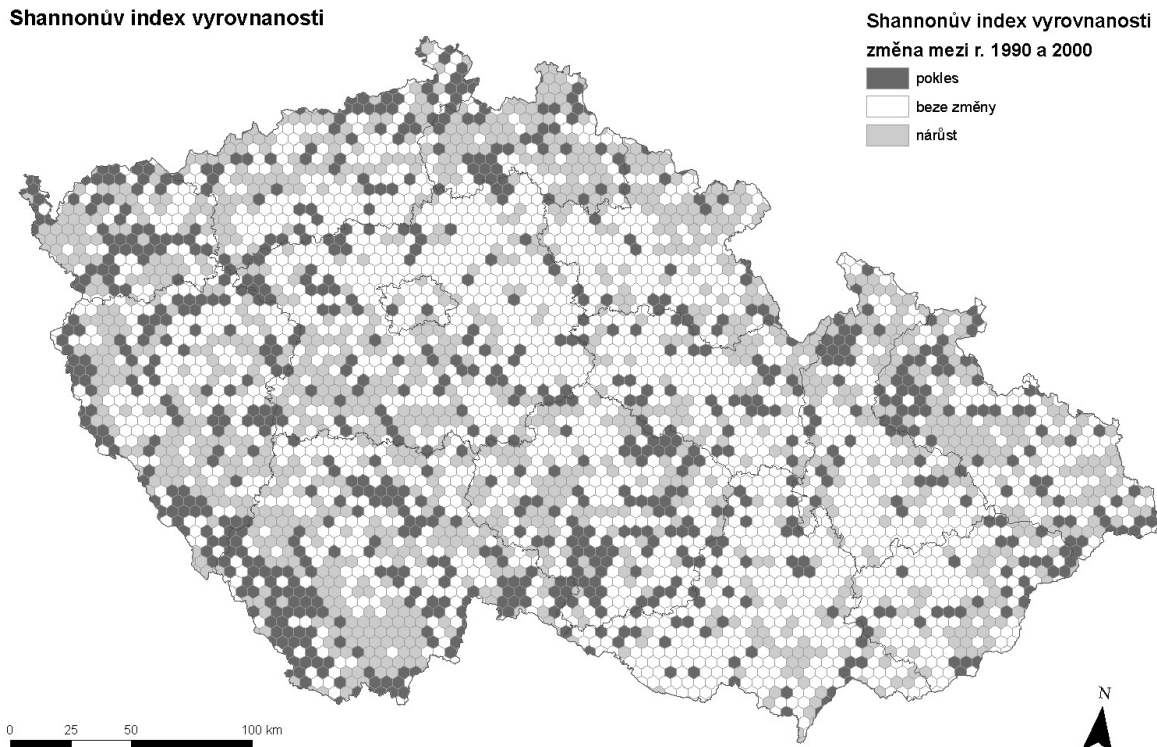 Shannonův index vyrovnanosti
Shannonův index vyrovnanosti
změna mezi r. 1990 a 2000
pokles
beze změny
nárůst
0 25 50 100 km
N